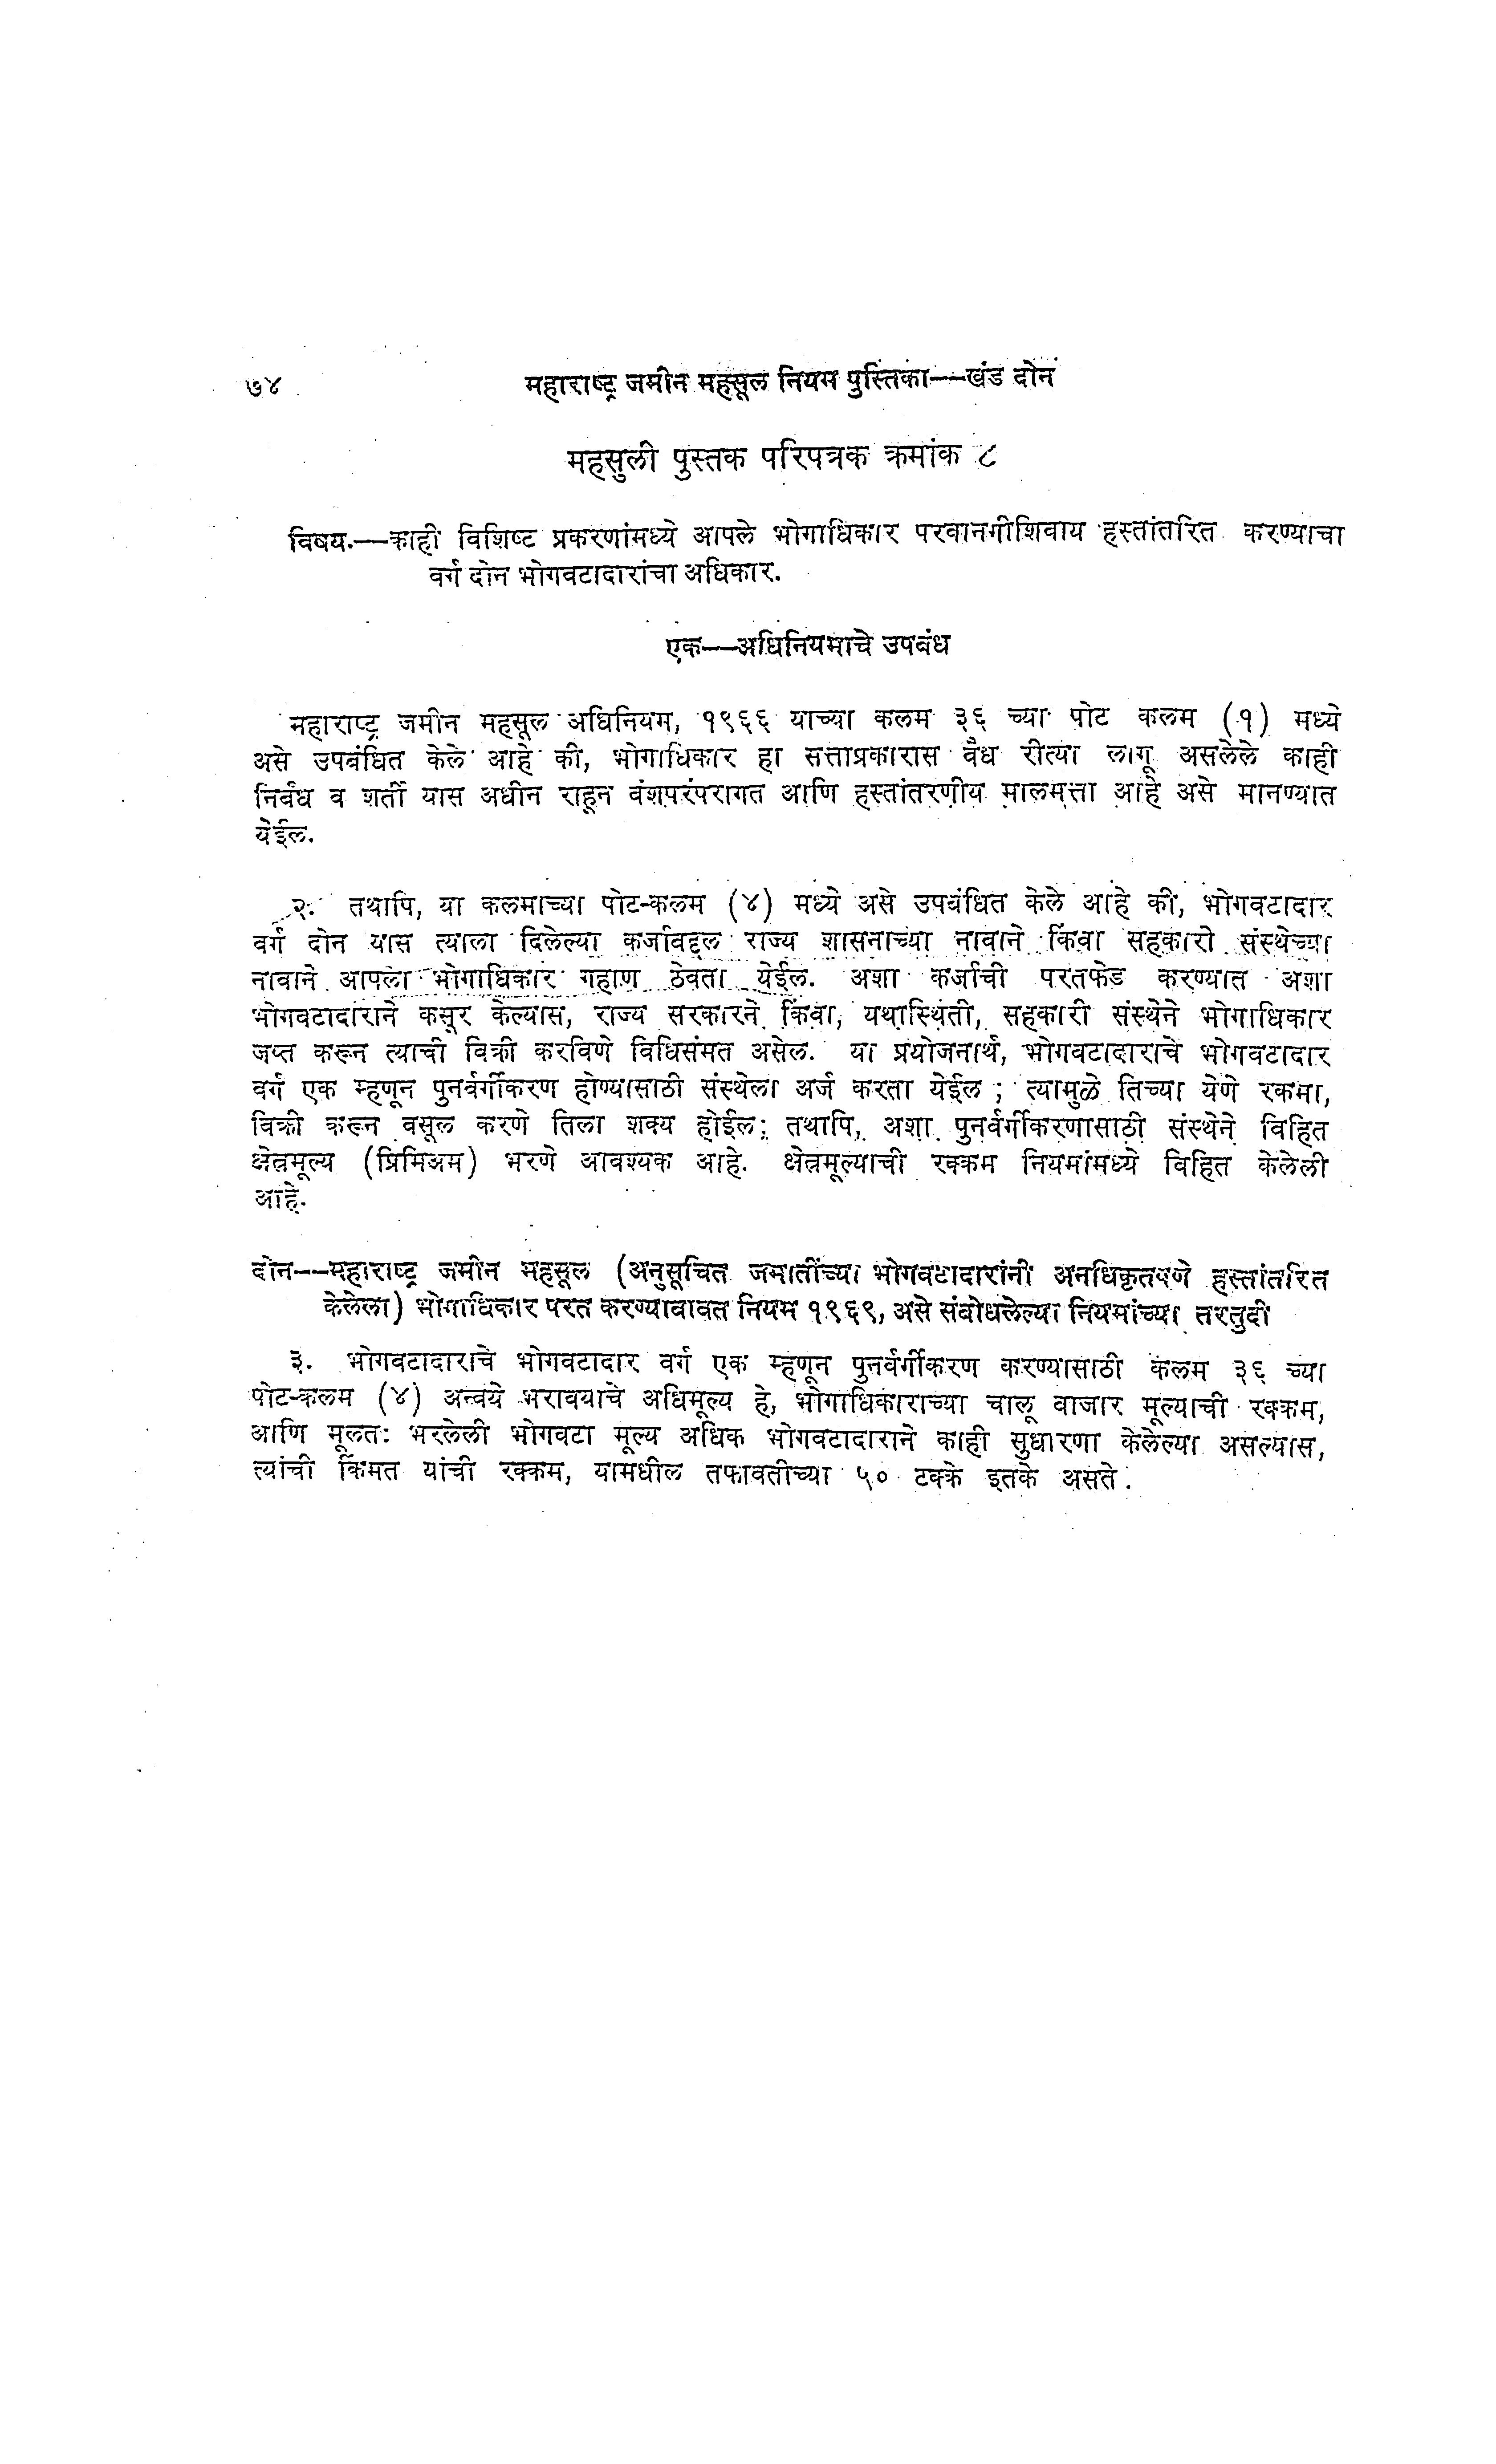 ७४
महाराष्ट्र जमीन महसूल नियम पुस्तिका——खंड दोन
महसुली पुस्तक परिपत्रक क्रमांक ८
विषय.——काही विशिष्ट प्रकरणांमध्ये आपले भोगाधिकार परवानगीशिवाय हस्तांतरित करण्याचा
वर्ग दोन भोगवटादारांचा अधिकार.
एक——अधिनियमाचे उपबंध
महाराष्ट्र जमीन महसूल अधिनियम, १९६६ याच्या कलम ३६ च्या पोट कलम (१) मध्ये
असे उपबंधित केले आहे की, भोगाधिकार हा सत्ताप्रकारास वैध रीत्या लागू असलेले काही
निर्बंध व शर्ती यास अधीन राहून वंशपरंपरागत आणि हस्तांतरणीय मालमत्ता आहे असे मानण्यात
येईल.
२. तथापि, या कलमाच्या पोट-कलम (४) मध्ये असे उपबंधित केले आहे की, भोगवटादार
वर्ग दोन यास त्याला दिलेल्या कर्जाबद्दल राज्य शासनाच्या नावाने किंवा सहकारी संस्थेच्या
नावाने आपला भोगाधिकार गहाण ठेवता येईल. अशा कर्जाची परतफेड करण्यात अशा
भोगवटादाराने कसूर केल्यास, राज्य सरकारने किंवा, यथास्थिती, सहकारी संस्थेने भोगाधिकार
जप्त करून त्याची विक्री करविणे विधिसंमत असेल. या प्रयोजनार्थ, भोगवटादाराचे भोगवटादार
वर्ग एक म्हणून पुनर्वर्गीकरण होण्यासाठी संस्थेला अर्ज करता येईल ; त्यामुळे तिच्या येणे रकमा,
विक्री करून वसूल करणे तिला शक्य होईल; तथापि, अशा पुनर्वर्गीकरणासाठी संस्थेने विहित
क्षेत्रमूल्य (प्रिमिअम) भरणे आवश्यक आहे. क्षेत्रमूल्याची रक्कम नियमांमध्ये विहित केलेली
आहे.
दोन——महाराष्ट्र जमीन महसूल (अनुसूचित जमातींच्या भोगवटादारांनी अनधिकृतपणे हस्तांतरित
केलेला) भोगाधिकार परत करण्याबाबत नियम १९६९, असे संबोधलेल्या नियमांच्या तरतुदी
३. भोगवटादाराचे भोगवटादार वर्ग एक म्हणून पुनर्वर्गीकरण करण्यासाठी कलम ३६ च्या
पोट-कलम (४) अन्वये भरावयाचे अधिमूल्य हे, भोगाधिकाराच्या चालू बाजार मूल्याची रक्कम,
आणि मूलतः भरलेली भोगवटा मूल्य अधिक भोगवटादाराने काही सुधारणा केलेल्या असल्यास,
त्यांची किंमत यांची रक्कम, यामधील तफावतीच्या ५० टक्के इतके असते.